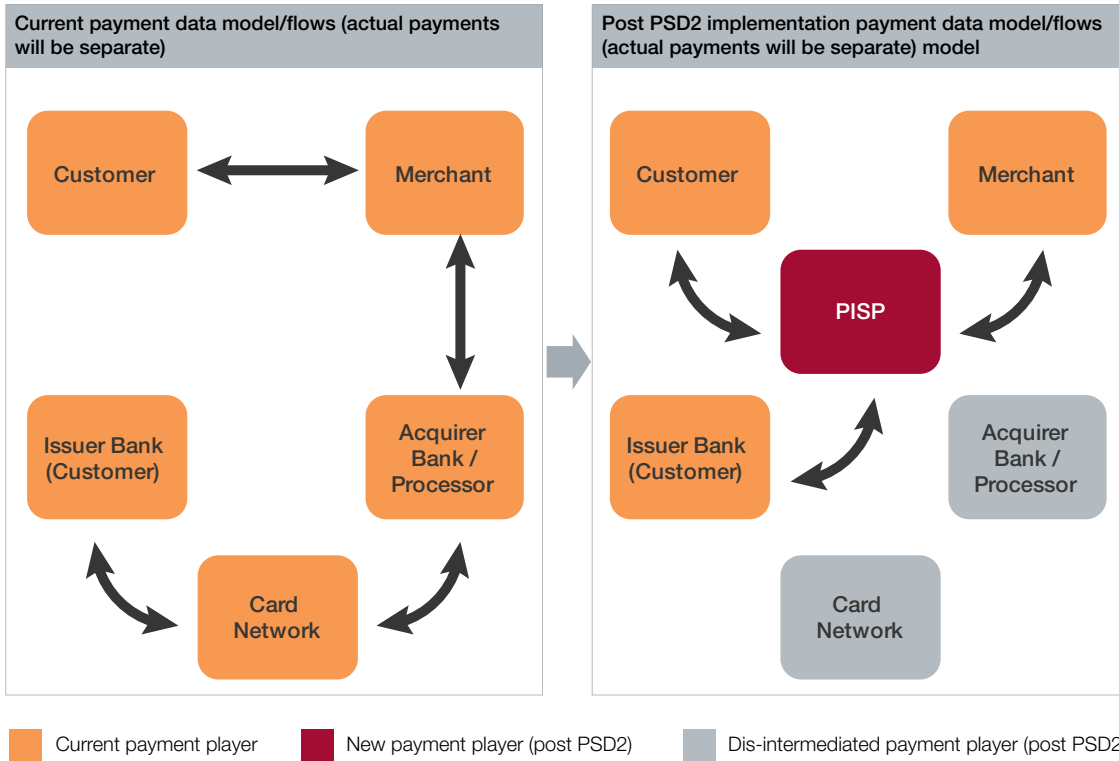 Current payment data model/flows (actual payments
will be separate)
Customer
Merchant
Issuer Bank
(Customer)
Acquirer
Bank /
Processor
Card
Network
Post PSD2 implementation payment data model/flows
(actual payments will be separate) model
Customer
Merchant
PISP
Issuer Bank
(Customer)
Acquirer
Bank /
Processor
Card
Network
Current payment player
New payment player (post PSD2)
Dis-intermediated payment player (post PSD2